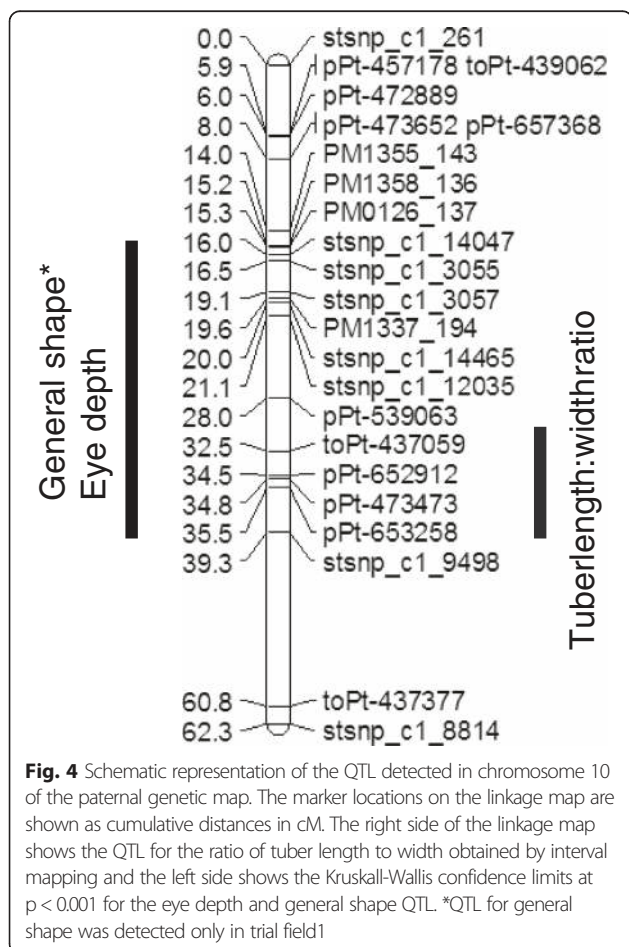 0.0 stsnp_c1_261
5.9 pPt-457178 toPt-439062
6.0 pPt-472889
8.0 pPt-473652 pPt-657368
14.0 PM1355_143
15.2 PM1358_136
15.3 PM0126_137
16.0 stsnp_c1_14047
16.5 stsnp_c1_3055
19.1 stsnp_c1_3057
19.6 PM1337_194
20.0 stsnp_c1_14465
21.1 stsnp_c1_12035
28.0 pPt-539063
32.5 toPt-437059
34.5 pPt-652912
34.8 pPt-473473
35.5 pPt-653258
39.3 stsnp_c1_9498
60.8 toPt-437377
62.3 stsnp_c1_8814
General shape*
Eye depth
Tuberlength:widthratio
Fig. 4 Schematic representation of the QTL detected in chromosome 10
of the paternal genetic map. The marker locations on the linkage map are
shown as cumulative distances in cM. The right side of the linkage map
shows the QTL for the ratio of tuber length to width obtained by interval
mapping and the left side shows the Kruskall-Wallis confidence limits at
p < 0.001 for the eye depth and general shape QTL. *QTL for general
shape was detected only in trial field1